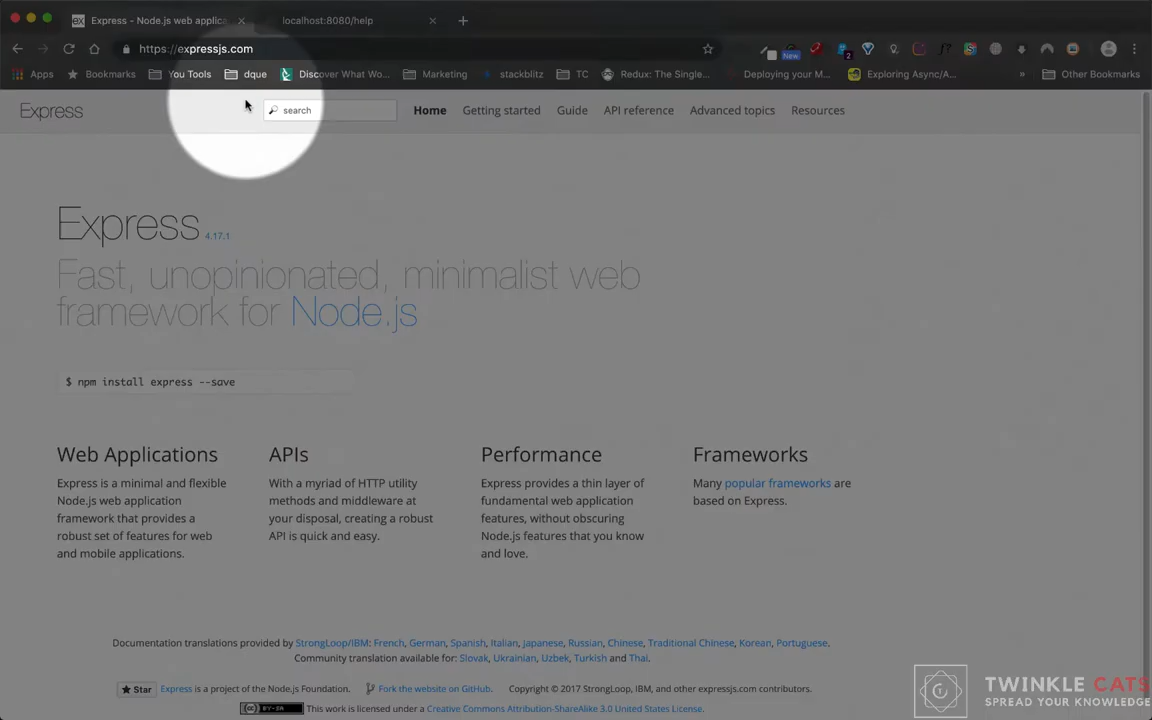 Express - Node.js web applica
localhost:8080/help
https://expressjs.com
Apps
Bookmarks
You Tools
dque
Discover What Wo...
Marketing
stackblitz
TC
Redux: The Single...
Deploying your M...
Exploring Async/A...
»
Other Bookmarks
New
2
f?
Express
search
Home
Getting started
Guide
API reference
Advanced topics
Resources
Express 4.17.1
Fast, unopinionated, minimalist web
framework for Node.js
$ npm install express --save
Web Applications
Express is a minimal and flexible
Node.js web application
framework that provides a
robust set of features for web
and mobile applications.
APIs
With a myriad of HTTP utility
methods and middleware at
your disposal, creating a robust
API is quick and easy.
Performance
Express provides a thin layer of
fundamental web application
features, without obscuring
Node.js features that you know
and love.
Frameworks
Many popular frameworks are
based on Express.
Documentation translations provided by StrongLoop/IBM: French, German, Spanish, Italian, Japanese, Russian, Chinese, Traditional Chinese, Korean, Portuguese.
Community translation available for: Slovak, Ukrainian, Uzbek, Turkish and Thai.
Star
Express is a project of the Node.js Foundation.
Fork the website on GitHub.
Copyright © 2017 StrongLoop, IBM, and other expressjs.com contributors.
CC BY-SA
This work is licensed under a Creative Commons Attribution-ShareAlike 3.0 United States License.
TWINKLE CATS
SPREAD YOUR KNOWLEDGE